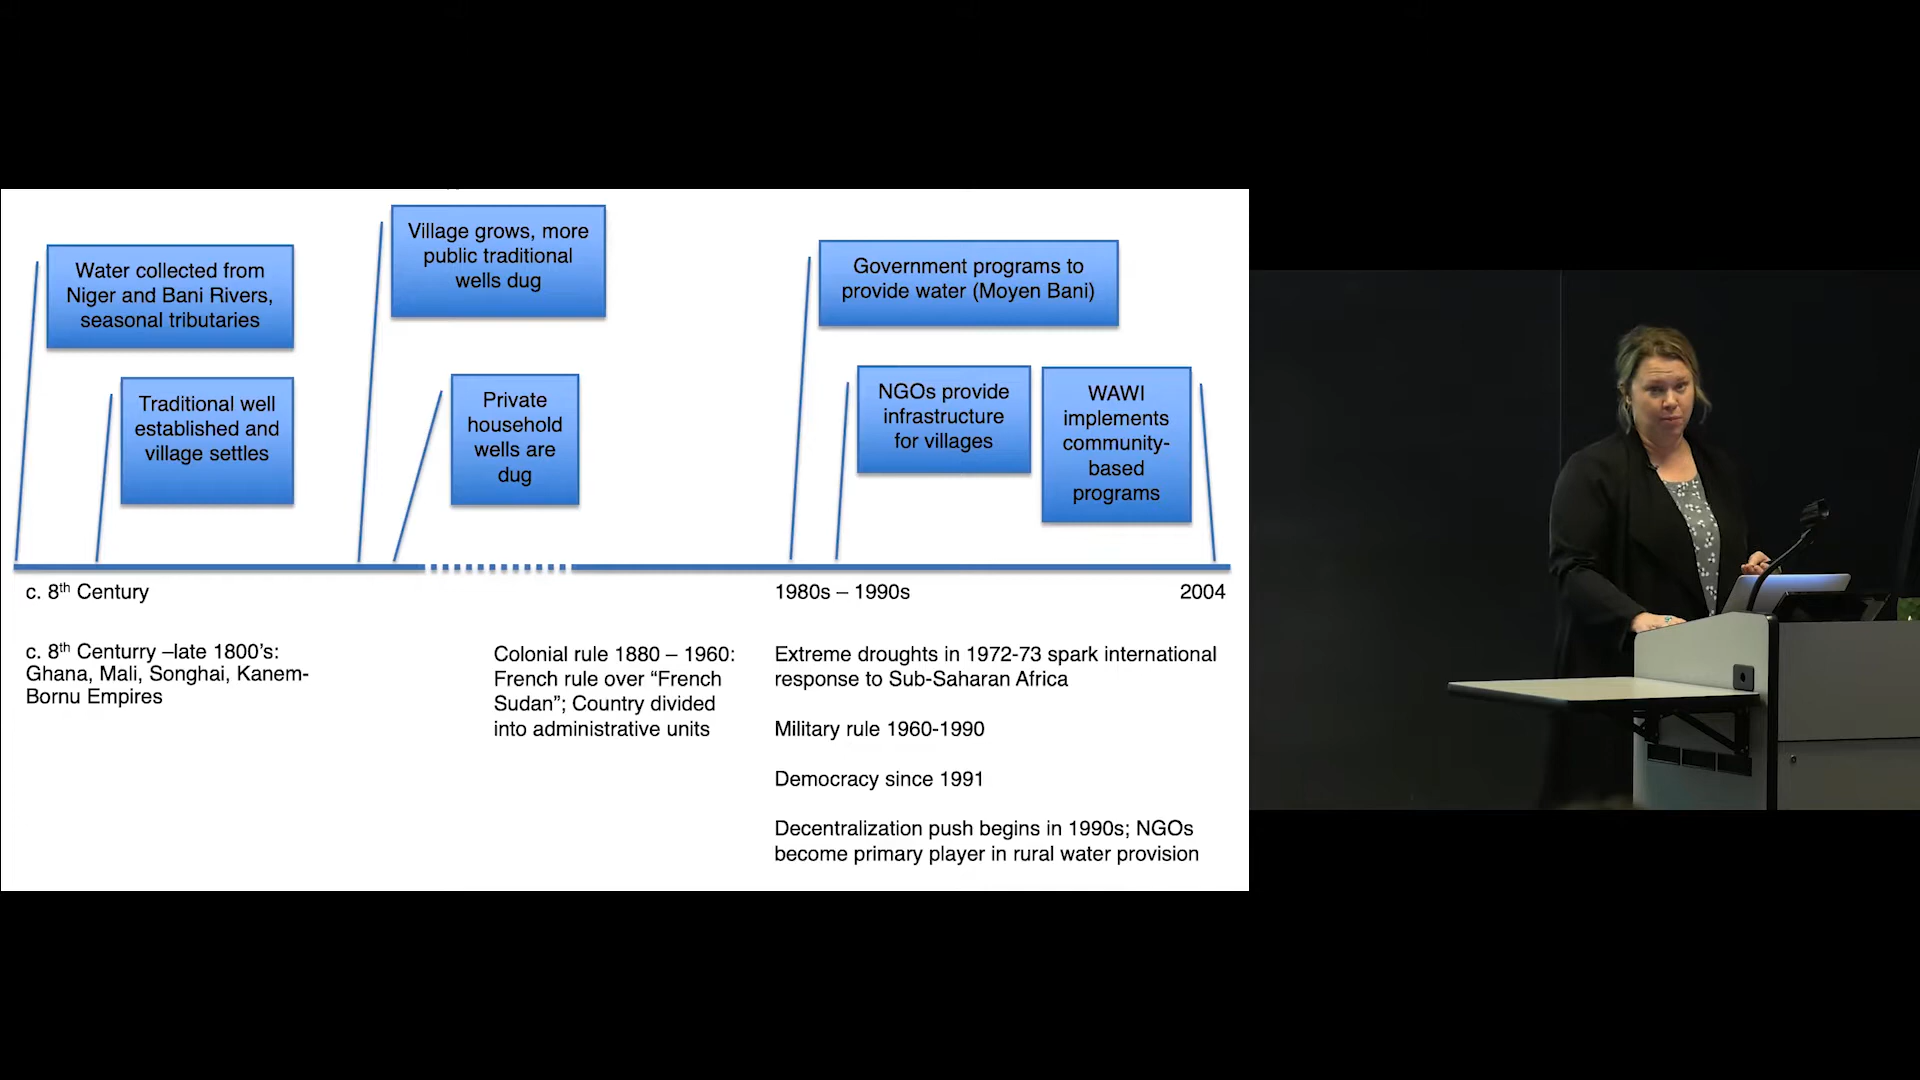 Village grows, more
public traditional
wells dug
Water collected from
Niger and Bani Rivers,
seasonal tributaries
Government programs to
provide water (Moyen Bani)
Traditional well
established and
village settles
Private
household
wells are
dug
NGOs provide
infrastructure
for villages
WAWI
implements
community-
based
programs
c. 8th Century
1980s – 1990s
2004
c. 8th Centurry –late 1800’s:
Ghana, Mali, Songhai, Kanem-
Bornu Empires
Colonial rule 1880 – 1960:
French rule over “French
Sudan”; Country divided
into administrative units
Extreme droughts in 1972-73 spark international
response to Sub-Saharan Africa
Military rule 1960-1990
Democracy since 1991
Decentralization push begins in 1990s; NGOs
become primary player in rural water provision